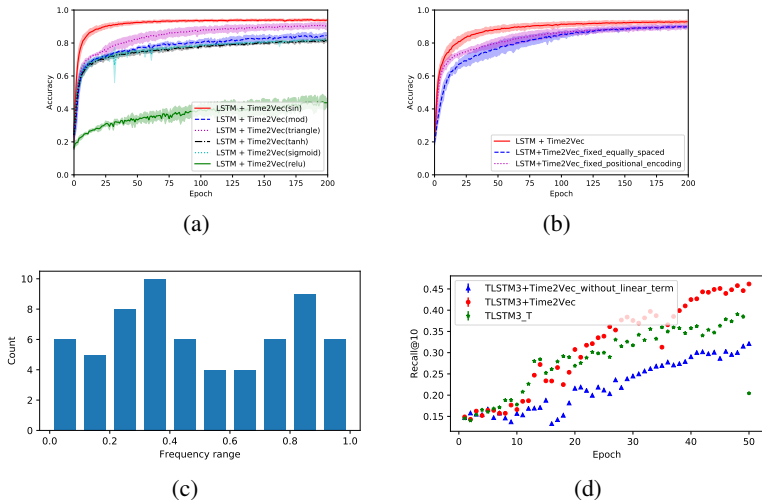 1.0
0.8
0.6
0.4
0.2
0.0
Accuracy
LSTM + Time2Vec(sin)
LSTM + Time2Vec(mod)
LSTM + Time2Vec(triangle)
LSTM + Time2Vec(tanh)
LSTM + Time2Vec(sigmoid)
LSTM + Time2Vec(relu)
0 25 50 75 100 125 150 175 200
Epoch
(a)
1.0
0.8
0.6
0.4
0.2
0.0
Accuracy
LSTM + Time2Vec
LSTM+Time2Vec_fixed_equally_spaced
LSTM+Time2Vec_fixed_positional_encoding
0 25 50 75 100 125 150 175 200
Epoch
(b)
10
8
6
4
2
0
Count
0.0 0.2 0.4 0.6 0.8 1.0
Frequency range
(c)
0.45
0.40
0.35
0.30
0.25
0.20
0.15
Recall@10
TLSTM3+Time2Vec_without_linear_term
TLSTM3+Time2Vec
TLSTM3_T
0 10 20 30 40 50
Epoch
(d)